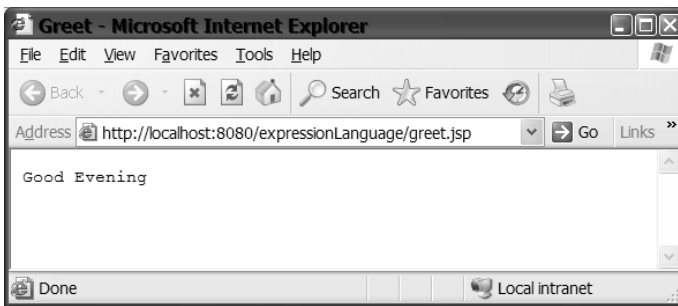 Greet - Microsoft Internet Explorer
File Edit View Favorites Tools Help
Back Search Favorites
Address http://localhost:8080/expressionLanguage/greet.jsp Go Links »
Good Evening
Done Local intranet